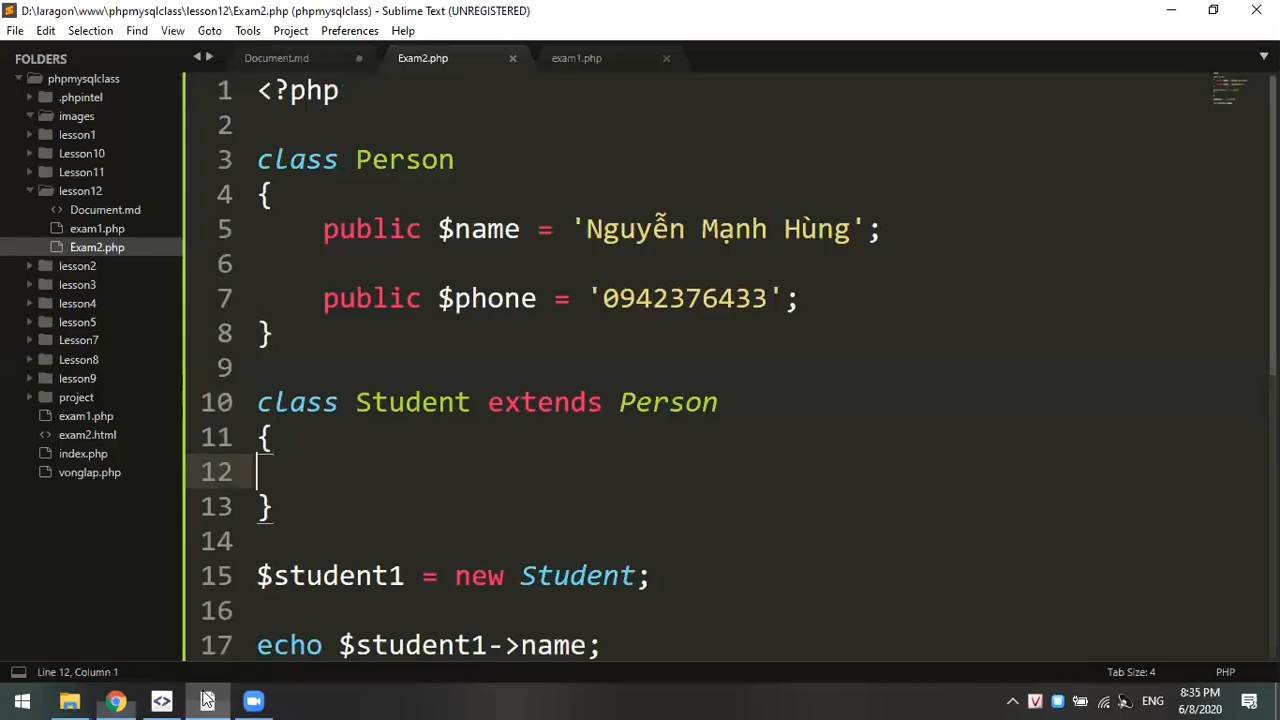 D:\laragon\www\phpmysqlclass\lesson12\Exam2.php (phpmysqlclass) - Sublime Text (UNREGISTERED)
File Edit Selection Find View Goto Tools Project Preferences Help
FOLDERS
phpmysqlclass
.phpintel
images
lesson1
Lesson10
Lesson11
lesson12
Document.md
exam1.php
Exam2.php
lesson2
lesson3
lesson4
lesson5
Lesson7
Lesson8
lesson9
project
exam1.php
exam2.html
index.php
vonglap.php
Document.md Exam2.php exam1.php
1 <?php
2
3 class Person
4 {
5 public $name = 'Nguyễn Mạnh Hùng';
6
7 public $phone = '0942376433';
8 }
9
10 class Student extends Person
11 {
12
13 }
14
15 $student1 = new Student;
16
17 echo $student1->name;
Line 12, Column 1 Tab Size: 4 PHP
ENG 8:35 PM
6/8/2020